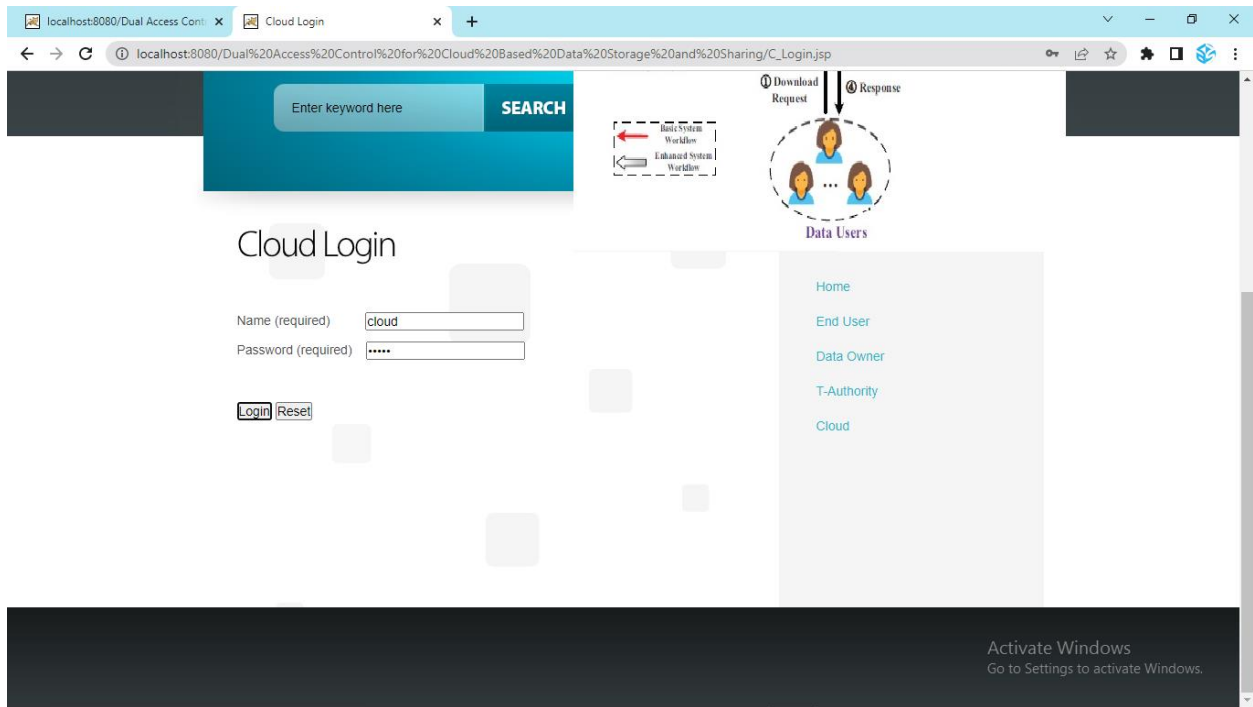 localhost:8080/Dual Access Cont
Cloud Login
localhost:8080/Dual%20Access%20Control%20for%20Cloud%20Based%20Data%20Storage%20and%20Sharing/C_Login.jsp
Enter keyword here
SEARCH
① Download
Request
④ Response
Basic System
Workflow
Enhanced System
Workflow
...
Data Users
Cloud Login
Name (required)
cloud
Password (required)
•••••
Login Reset
Home
End User
Data Owner
T-Authority
Cloud
Activate Windows
Go to Settings to activate Windows.